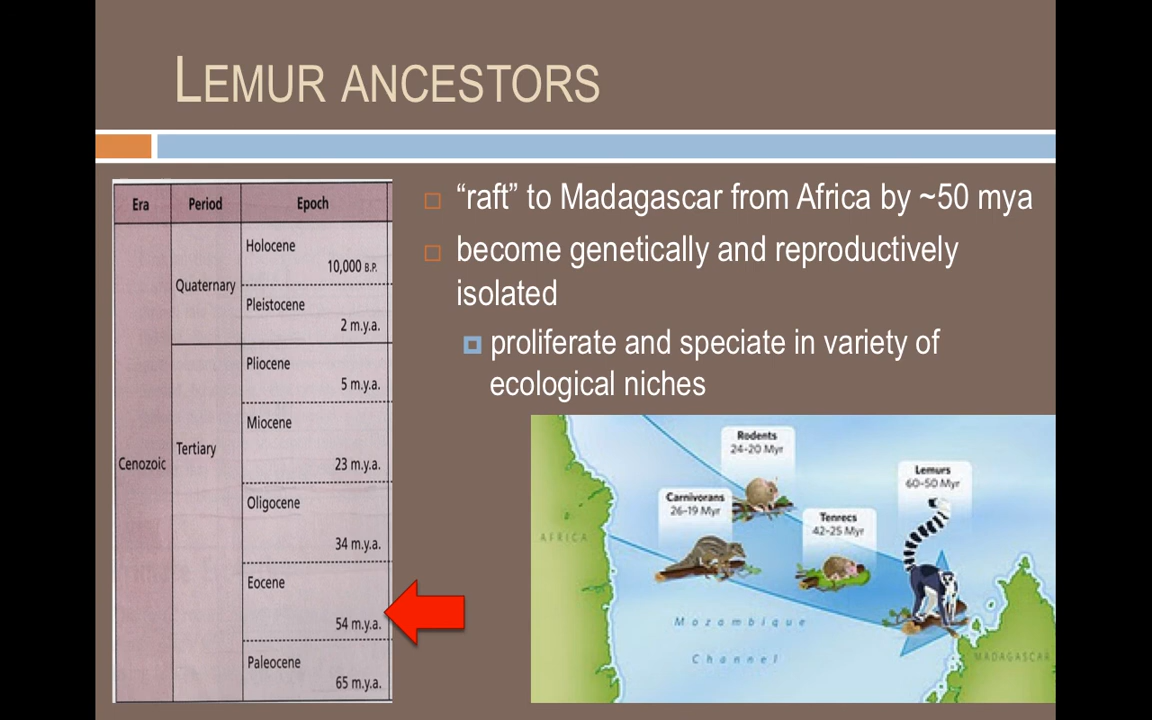 LEMUR ANCESTORS
Era Period Epoch
Holocene
10,000 B.P.
Quaternary
Pleistocene
2 m.y.a.
Pliocene
5 m.y.a.
Miocene
Tertiary
Cenozoic
23 m.y.a.
Oligocene
34 m.y.a.
Eocene
54 m.y.a.
Paleocene
65 m.y.a.
“raft” to Madagascar from Africa by ~50 mya
become genetically and reproductively
isolated
proliferate and speciate in variety of
ecological niches
Rodents
24-20 Myr
Lemurs
60-50 Myr
Carnivorans
26-19 Myr
Tenrecs
42-25 Myr
AFRICA
Mozambique
Channel
MADAGASCAR